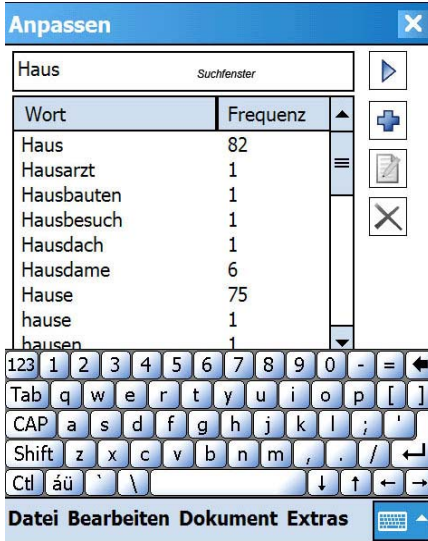 Anpassen
Haus Suchfenster
Wort Frequenz
Haus 82
Hausarzt 1
Hausbauten 1
Hausbesuch 1
Hausdach 1
Hausdame 6
Hause 75
hause 1
hausen 1
123 1 2 3 4 5 6 7 8 9 0 - = ←
Tab q w e r t y u i o p [ ]
CAP a s d f g h j k l ; '
Shift z x c v b n m , . / ↵
Ctl áü ` \ ↓ ↑ ← →
Datei Bearbeiten Dokument Extras